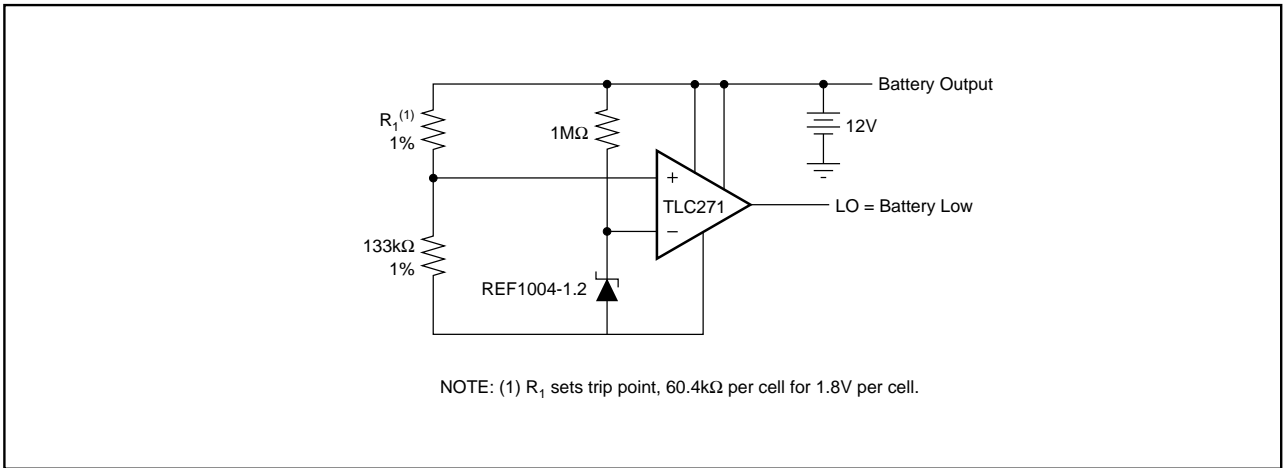 Battery Output
R1(1)
1%
1MΩ
12V
+
TLC271
LO = Battery Low
−
133kΩ
1%
REF1004-1.2
NOTE: (1) R1 sets trip point, 60.4kΩ per cell for 1.8V per cell.